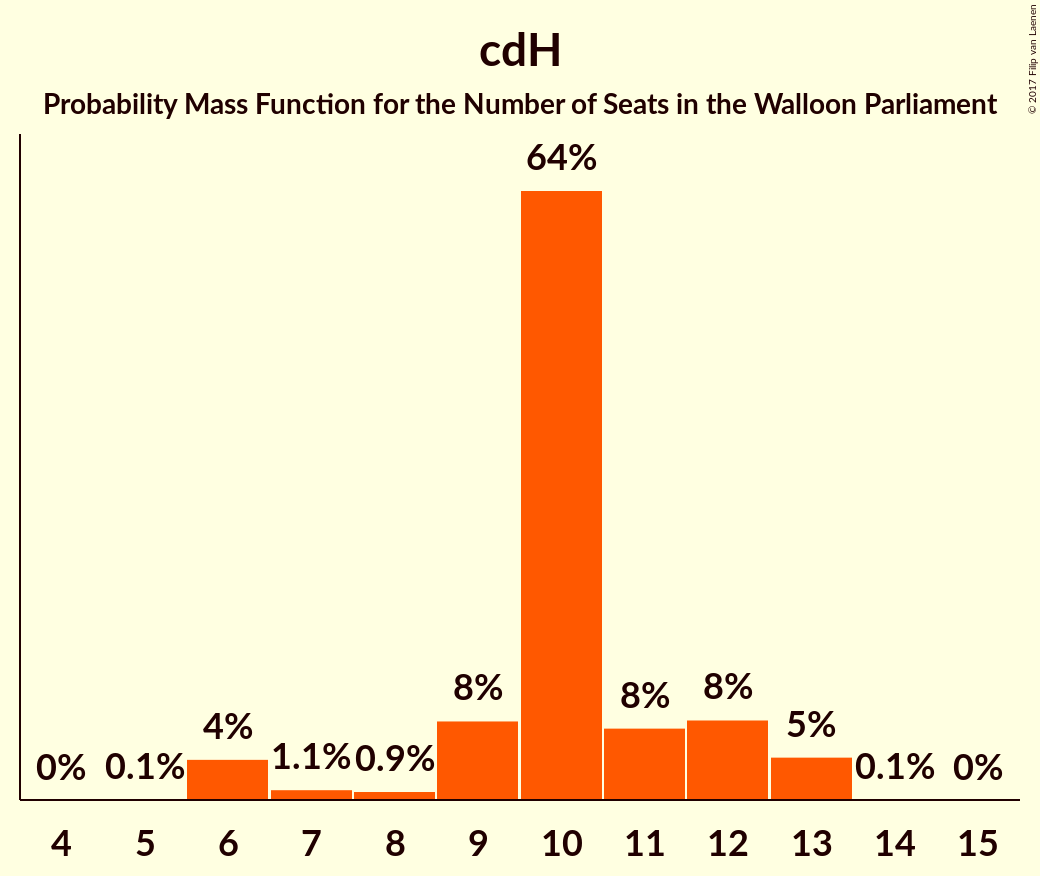 cdH
Probability Mass Function for the Number of Seats in the Walloon Parliament
© 2017 Filip van Laenen
0% 0.1% 4% 1.1% 0.9% 8% 64% 8% 8% 5% 0.1% 0%
4 5 6 7 8 9 10 11 12 13 14 15